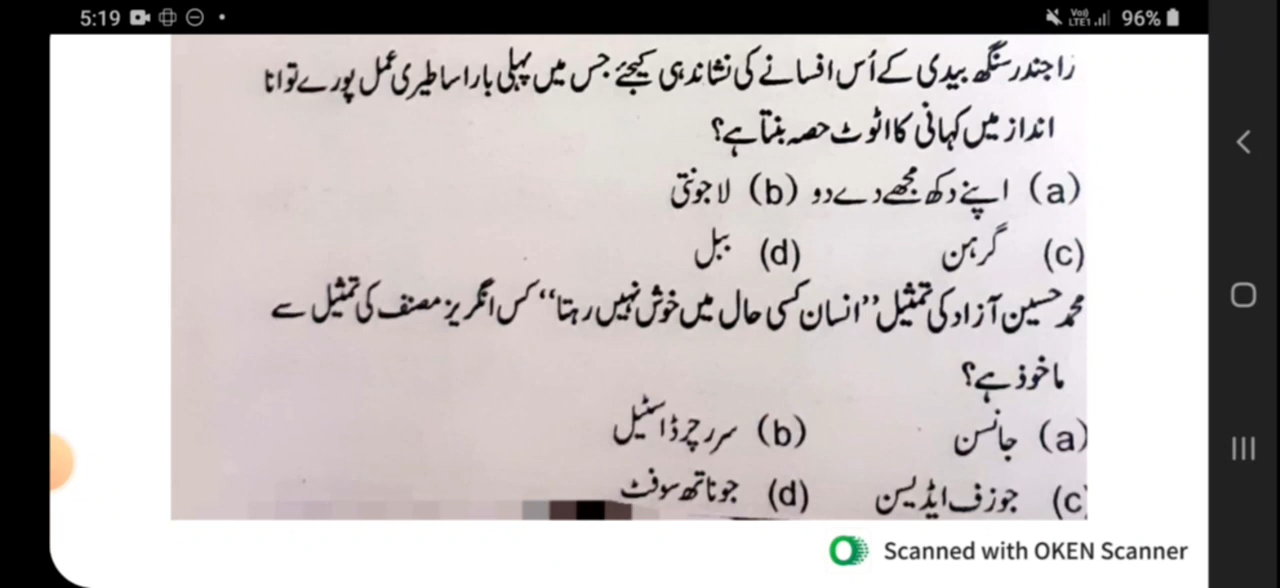 5:19
Vo)) LTE1 96%
راجندر سنگھ بیدی کے اُس افسانے کی نشاندہی کیجئے جس میں پہلی بار اساطیری عمل پورے توانا
انداز میں کہانی کا اٹوٹ حصہ بنتا ہے؟
(a) اپنے دکھ مجھے دے دو (b) لاجونتی
(c) گرہن (d) ببل
محمد حسین آزاد کی تمثیل ”انسان کسی حال میں خوش نہیں رہتا“ کس انگریز مصنف کی تمثیل سے
ماخوذ ہے؟
(a) جانسن (b) سر رچرڈ اسٹیل
(c) جوزف ایڈیسن (d) جوناتھ سوفٹ
Scanned with OKEN Scanner